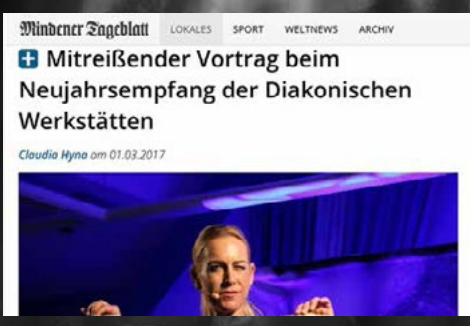 Mindener Tageblatt LOKALES SPORT WELTNEWS ARCHIV
Mitreißender Vortrag beim
Neujahrsempfang der Diakonischen
Werkstätten
Claudia Hyna am 01.03.2017